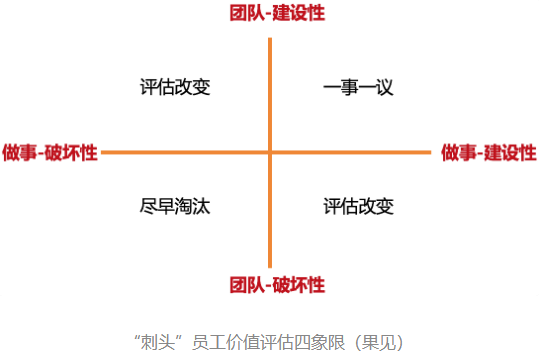 团队-建设性
评估改变 一事一议
做事-破坏性 做事-建设性
尽早淘汰 评估改变
团队-破坏性
“刺头”员工价值评估四象限（果见）